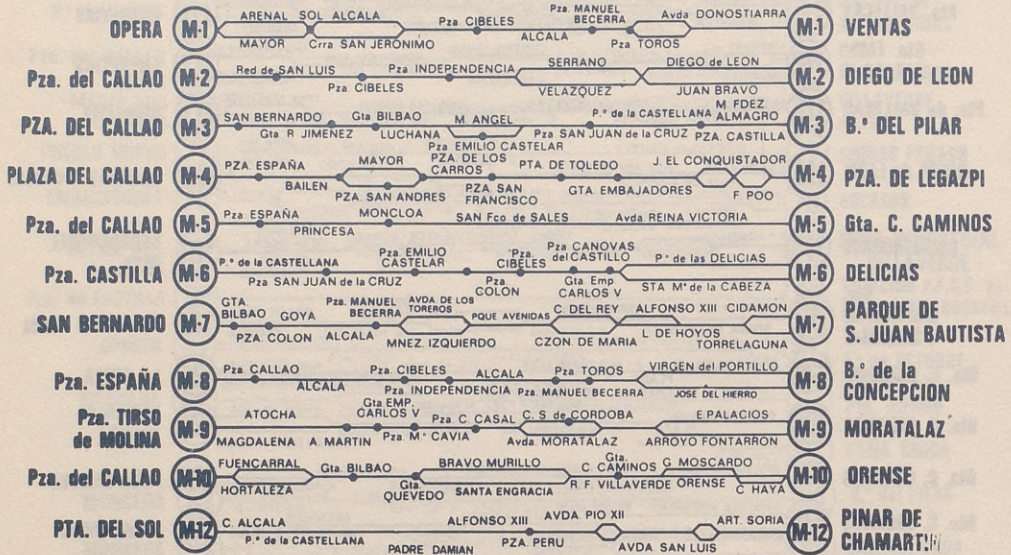 ARENAL SOL ALCALA Pza. CIBELES Pza. MANUEL BECERRA Avda DONOSTIARRA
OPERA M-1 M-1 VENTAS
MAYOR Crra SAN JERONIMO ALCALA Pza TOROS
Red de SAN LUIS Pza INDEPENDENCIA SERRANO DIEGO de LEON
Pza. del CALLAO M-2 M-2 DIEGO DE LEON
Pza CIBELES VELAZQUEZ JUAN BRAVO
SAN BERNARDO Gta BILBAO M. ANGEL P.º de la CASTELLANA M. FDEZ ALMAGRO
PZA. DEL CALLAO M-3 M-3 B.º DEL PILAR
Gta R JIMENEZ LUCHANA Pza EMILIO CASTELAR Pza SAN JUAN de la CRUZ PZA. CASTILLA
PZA. ESPAÑA MAYOR PZA. DE LOS CARROS PTA. DE TOLEDO J. EL CONQUISTADOR
PLAZA DEL CALLAO M-4 M-4 PZA. DE LEGAZPI
BAILEN PZA. SAN ANDRES PZA. SAN FRANCISCO GTA. EMBAJADORES F. POO
Pza ESPAÑA MONCLOA SAN Fco. de SALES Avda. REINA VICTORIA
Pza. del CALLAO M-5 M-5 Gta. C. CAMINOS
PRINCESA
P.º de la CASTELLANA Pza. EMILIO CASTELAR Pza. CIBELES Pza CANOVAS del CASTILLO Pº de las DELICIAS
Pza. CASTILLA M-6 M-6 DELICIAS
Pza SAN JUAN de la CRUZ Pza. COLON Gta. Emp CARLOS V STA. Mª de la CABEZA
GTA. BILBAO GOYA Pza. MANUEL BECERRA AVDA DE LOS TOREROS PQUE AVENIDAS C. DEL REY ALFONSO XIII CIDAMON
SAN BERNARDO M-7 M-7 PARQUE DE S. JUAN BAUTISTA
PZA. COLON ALCALA MNEZ. IZQUIERDO CZON. DE MARIA L. DE HOYOS TORRELAGUNA
Pza. CALLAO Pza. CIBELES ALCALA Pza TOROS VIRGEN del PORTILLO
Pza. ESPAÑA M-8 M-8 B.º de la CONCEPCION
ALCALA Pza INDEPENDENCIA Pza. MANUEL BECERRA JOSE DEL HIERRO
ATOCHA Gta EMP. CARLOS V Pza. C. CASAL C. S. de CORDOBA E PALACIOS
Pza. TIRSO de MOLINA M-9 M-9 MORATALAZ
MAGDALENA A. MARTIN Pza. M.ª CAVIA Avda. MORATALAZ ARROYO FONTARRON
FUENCARRAL Gta. BILBAO BRAVO MURILLO Gta. C. CAMINOS G. MOSCARDO
Pza. del CALLAO M-10 M-10 ORENSE
HORTALEZA Gta. QUEVEDO SANTA ENGRACIA R. F. VILLAVERDE ORENSE C HAYA
C. ALCALA ALFONSO XIII AVDA. PIO XII ART. SORIA
PTA. DEL SOL M-12 M-12 PINAR DE CHAMARTIN
P.º de la CASTELLANA PADRE DAMIAN PZA. PERU AVDA. SAN LUIS